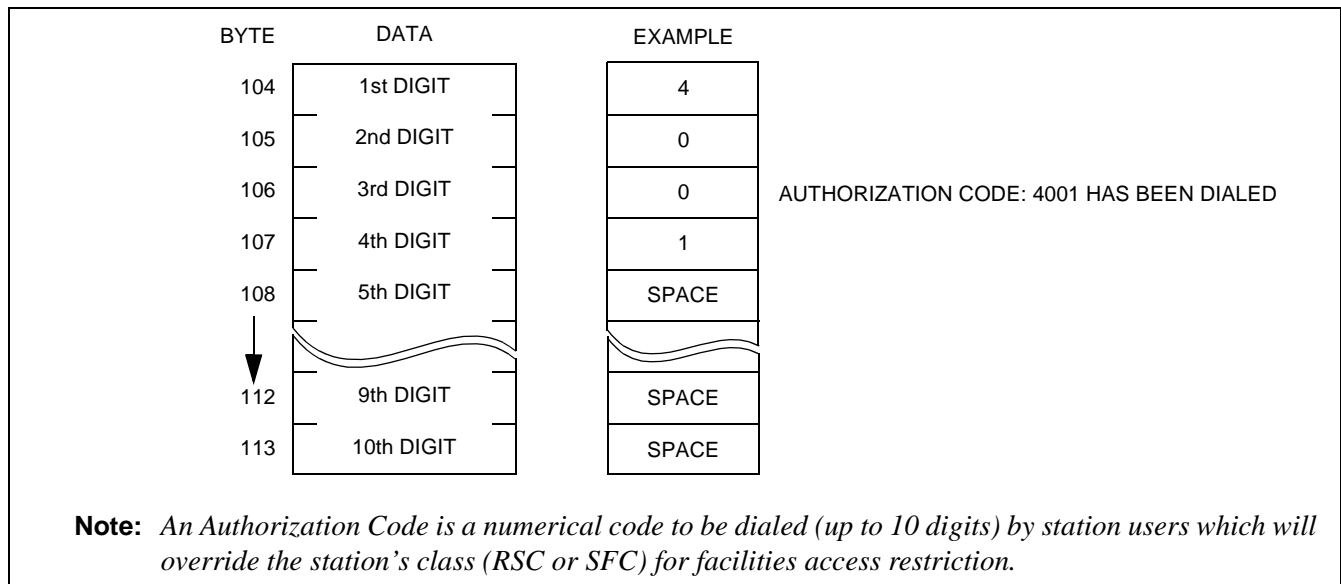 BYTE DATA EXAMPLE
104 1st DIGIT 4
105 2nd DIGIT 0
106 3rd DIGIT 0 AUTHORIZATION CODE: 4001 HAS BEEN DIALED
107 4th DIGIT 1
108 5th DIGIT SPACE
112 9th DIGIT SPACE
113 10th DIGIT SPACE
Note: An Authorization Code is a numerical code to be dialed (up to 10 digits) by station users which will
override the station's class (RSC or SFC) for facilities access restriction.